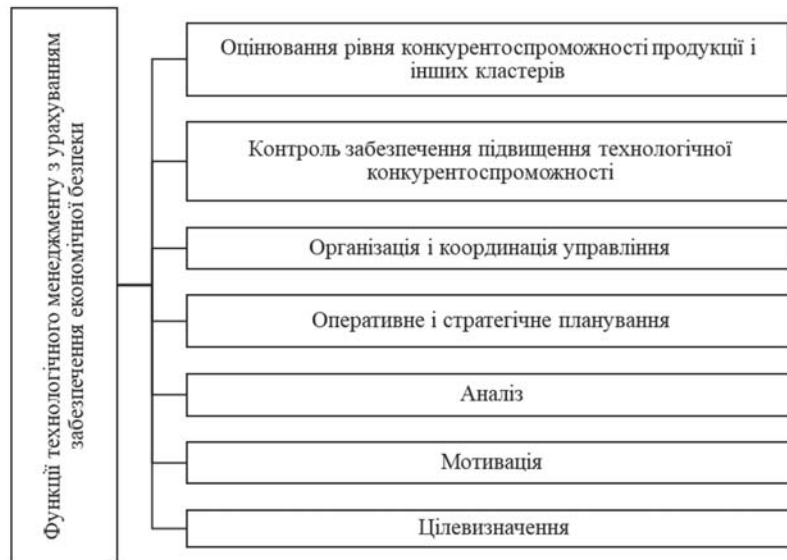 Функції технологічного менеджменту з урахуванням
забезпечення економічної безпеки
Оцінювання рівня конкурентоспроможності продукції і
інших кластерів
Контроль забезпечення підвищення технологічної
конкурентоспроможності
Організація і координація управління
Оперативне і стратегічне планування
Аналіз
Мотивація
Цілевизначення